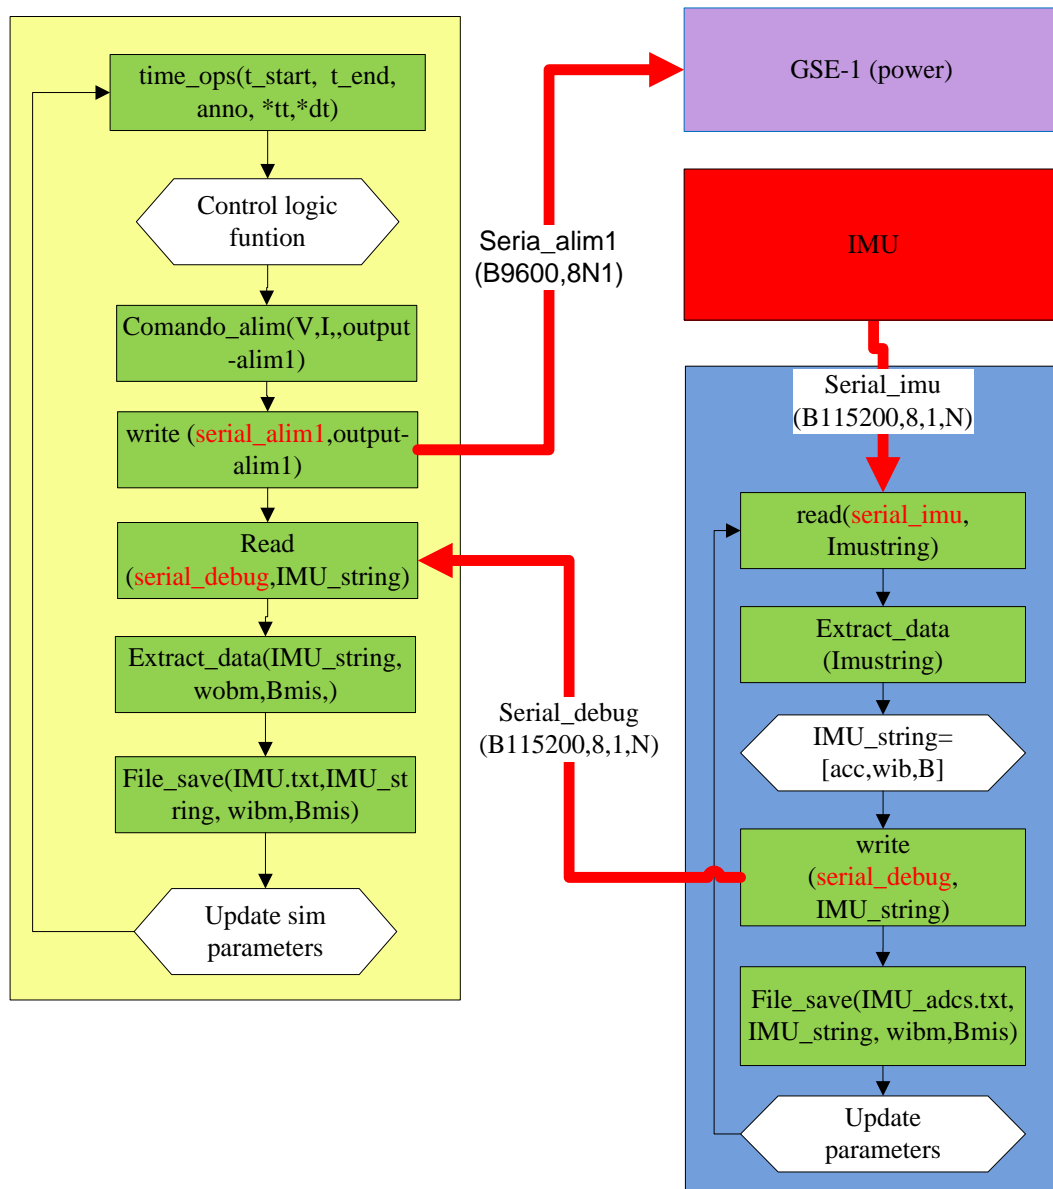 time_ops(t_start, t_end,
anno, *tt,*dt)
Control logic
funtion
Comando_alim(V,I,,output
-alim1)
write (serial_alim1,output-
alim1)
Read
(serial_debug,IMU_string)
Extract_data(IMU_string,
wobm,Bmis,)
File_save(IMU.txt,IMU_st
ring, wibm,Bmis)
Update sim
parameters
Seria_alim1
(B9600,8N1)
Serial_debug
(B115200,8,1,N)
GSE-1 (power)
IMU
Serial_imu
(B115200,8,1,N)
read(serial_imu,
Imustring)
Extract_data
(Imustring)
IMU_string=
[acc,wib,B]
write
(serial_debug,
IMU_string)
File_save(IMU_adcs.txt,
IMU_string, wibm,Bmis)
Update
parameters